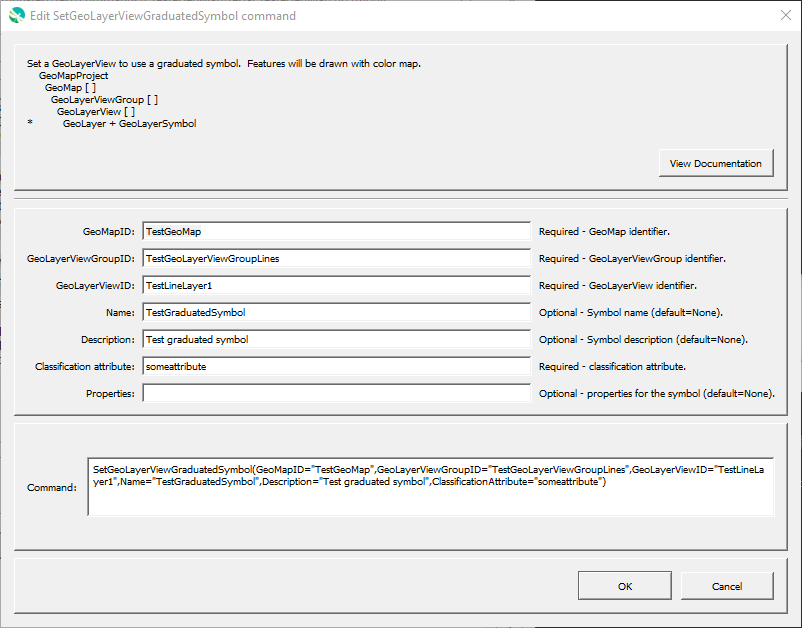 Edit SetGeoLayerViewGraduatedSymbol command
Set a GeoLayerView to use a graduated symbol.  Features will be drawn with color map.
GeoMapProject
GeoMap [ ]
GeoLayerViewGroup [ ]
GeoLayerView [ ]
* GeoLayer + GeoLayerSymbol
View Documentation
GeoMapID: TestGeoMap Required - GeoMap identifier.
GeoLayerViewGroupID: TestGeoLayerViewGroupLines Required - GeoLayerViewGroup identifier.
GeoLayerViewID: TestLineLayer1 Required - GeoLayerView identifier.
Name: TestGraduatedSymbol Optional - Symbol name (default=None).
Description: Test graduated symbol Optional - Symbol description (default=None).
Classification attribute: someattribute Required - classification attribute.
Properties: Optional - properties for the symbol (default=None).
Command: SetGeoLayerViewGraduatedSymbol(GeoMapID="TestGeoMap",GeoLayerViewGroupID="TestGeoLayerViewGroupLines",GeoLayerViewID="TestLineLa
yer1",Name="TestGraduatedSymbol",Description="Test graduated symbol",ClassificationAttribute="someattribute")
OK Cancel